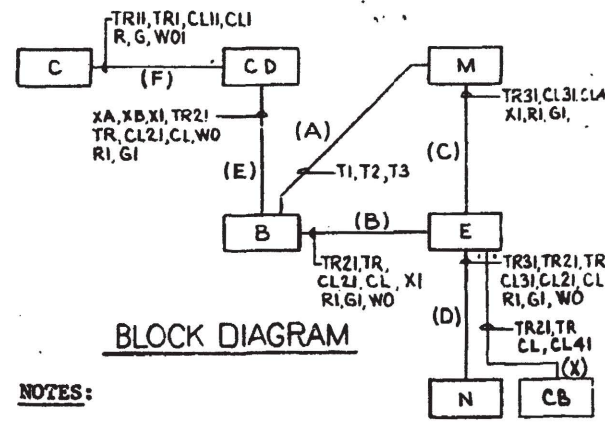 TR11, TR1, CL11, CL1
R, G, WO1
C
(F)
CD
M
XA, XB, X1, TR21
TR, CL21, CL, WO
R1, G1
(A)
TR31, CL31, CL4
X1, R1, G1,
(E)
T1, T2, T3
(C)
B
(B)
E
TR21, TR,
CL21, CL, X1
R1, G1, WO
TR31, TR21, TR
CL31, CL21, CL
R1, G1, WO
(D)
TR21, TR
CL, CL41
(X)
BLOCK DIAGRAM
N
CB
NOTES: